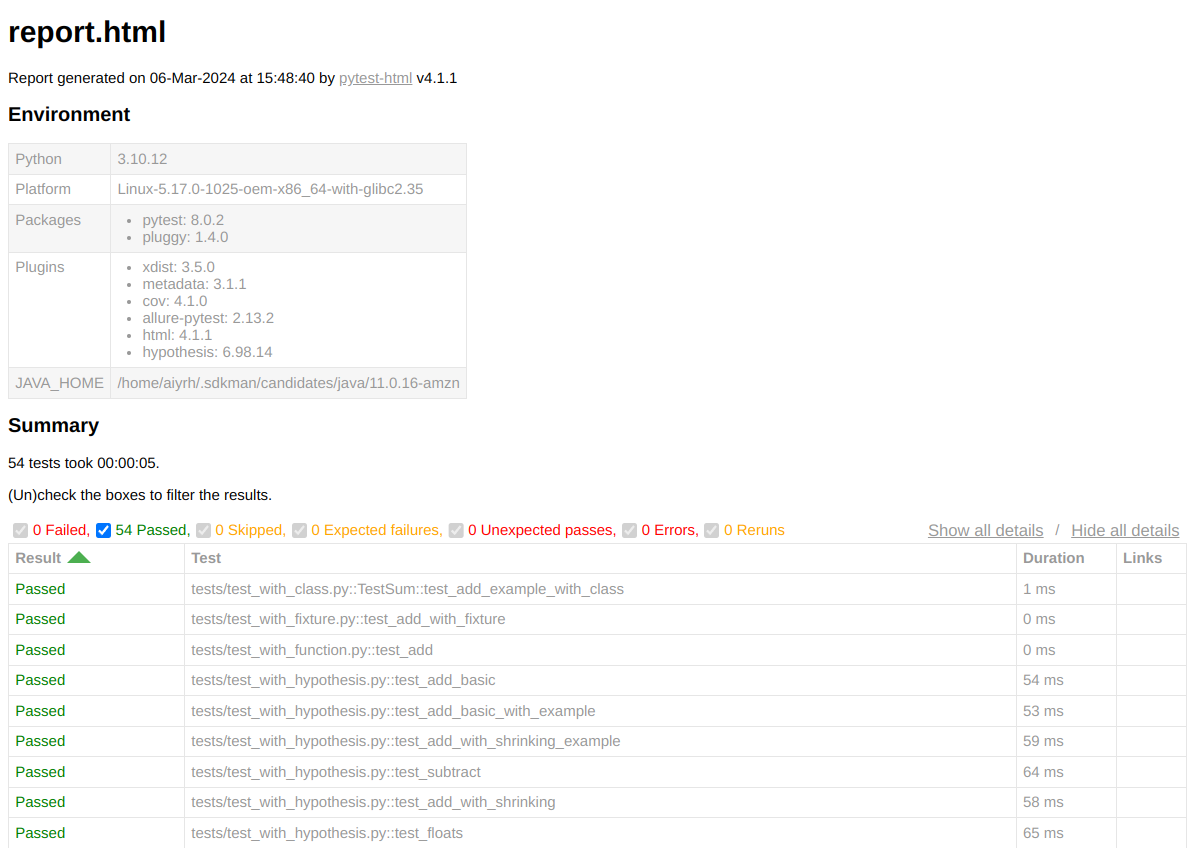 report.html
Report generated on 06-Mar-2024 at 15:48:40 by pytest-html v4.1.1
Environment
Python 3.10.12
Platform Linux-5.17.0-1025-oem-x86_64-with-glibc2.35
Packages • pytest: 8.0.2
• pluggy: 1.4.0
Plugins • xdist: 3.5.0
• metadata: 3.1.1
• cov: 4.1.0
• allure-pytest: 2.13.2
• html: 4.1.1
• hypothesis: 6.98.14
JAVA_HOME /home/aiyrh/.sdkman/candidates/java/11.0.16-amzn
Summary
54 tests took 00:00:05.
(Un)check the boxes to filter the results.
0 Failed, 54 Passed, 0 Skipped, 0 Expected failures, 0 Unexpected passes, 0 Errors, 0 Reruns Show all details / Hide all details
Result Test Duration Links
Passed tests/test_with_class.py::TestSum::test_add_example_with_class 1 ms
Passed tests/test_with_fixture.py::test_add_with_fixture 0 ms
Passed tests/test_with_function.py::test_add 0 ms
Passed tests/test_with_hypothesis.py::test_add_basic 54 ms
Passed tests/test_with_hypothesis.py::test_add_basic_with_example 53 ms
Passed tests/test_with_hypothesis.py::test_add_with_shrinking_example 59 ms
Passed tests/test_with_hypothesis.py::test_subtract 64 ms
Passed tests/test_with_hypothesis.py::test_add_with_shrinking 58 ms
Passed tests/test_with_hypothesis.py::test_floats 65 ms